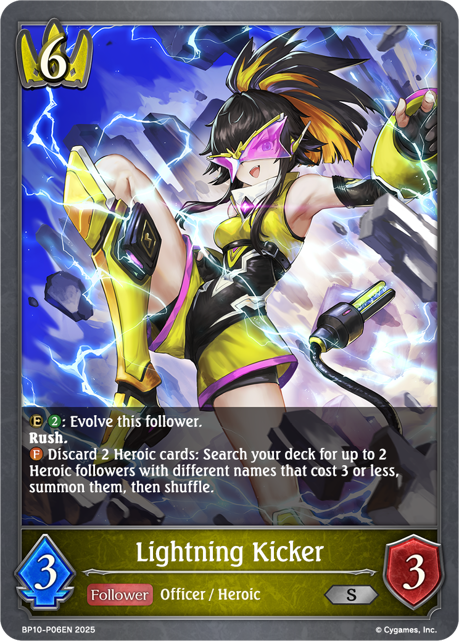 6
E 2: Evolve this follower.
Rush.
F Discard 2 Heroic cards: Search your deck for up to 2
Heroic followers with different names that cost 3 or less,
summon them, then shuffle.
Lightning Kicker
3
Follower Officer / Heroic
S
3
BP10-P06EN 2025
© Cygames, Inc.